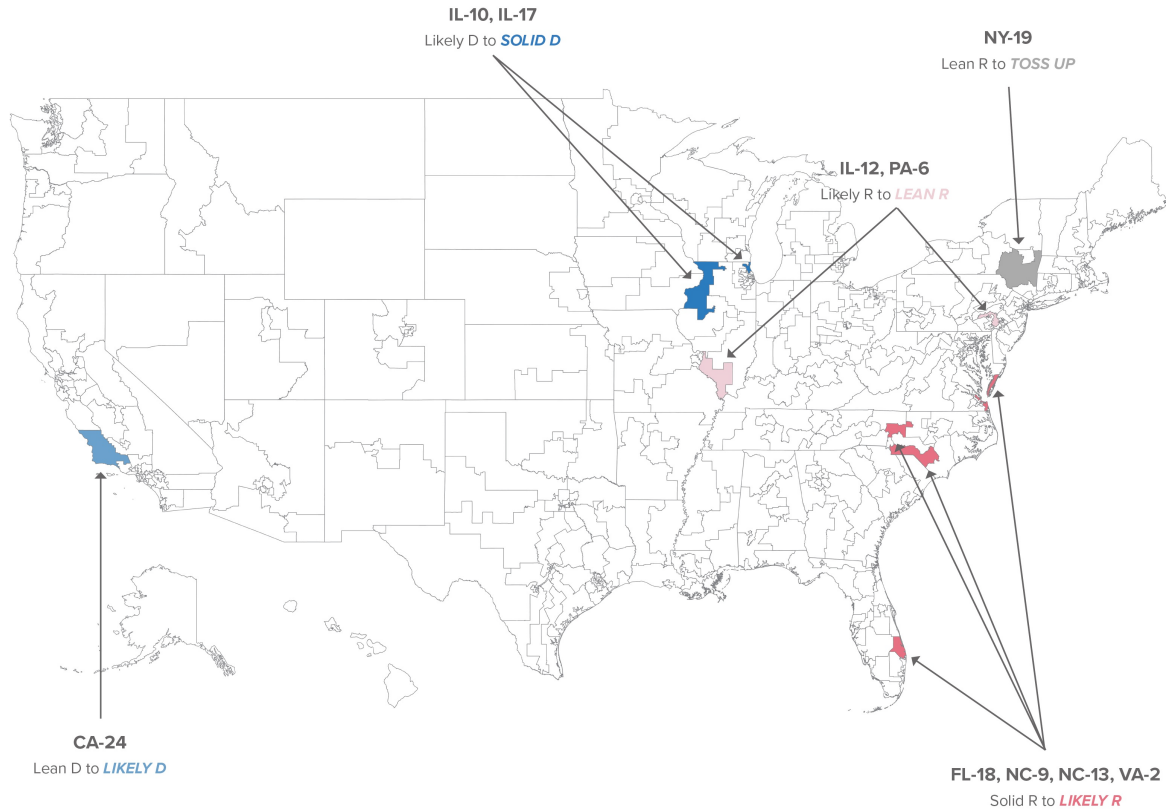 IL-10, IL-17
Likely D to SOLID D
NY-19
Lean R to TOSS UP
IL-12, PA-6
Likely R to LEAN R
CA-24
Lean D to LIKELY D
FL-18, NC-9, NC-13, VA-2
Solid R to LIKELY R